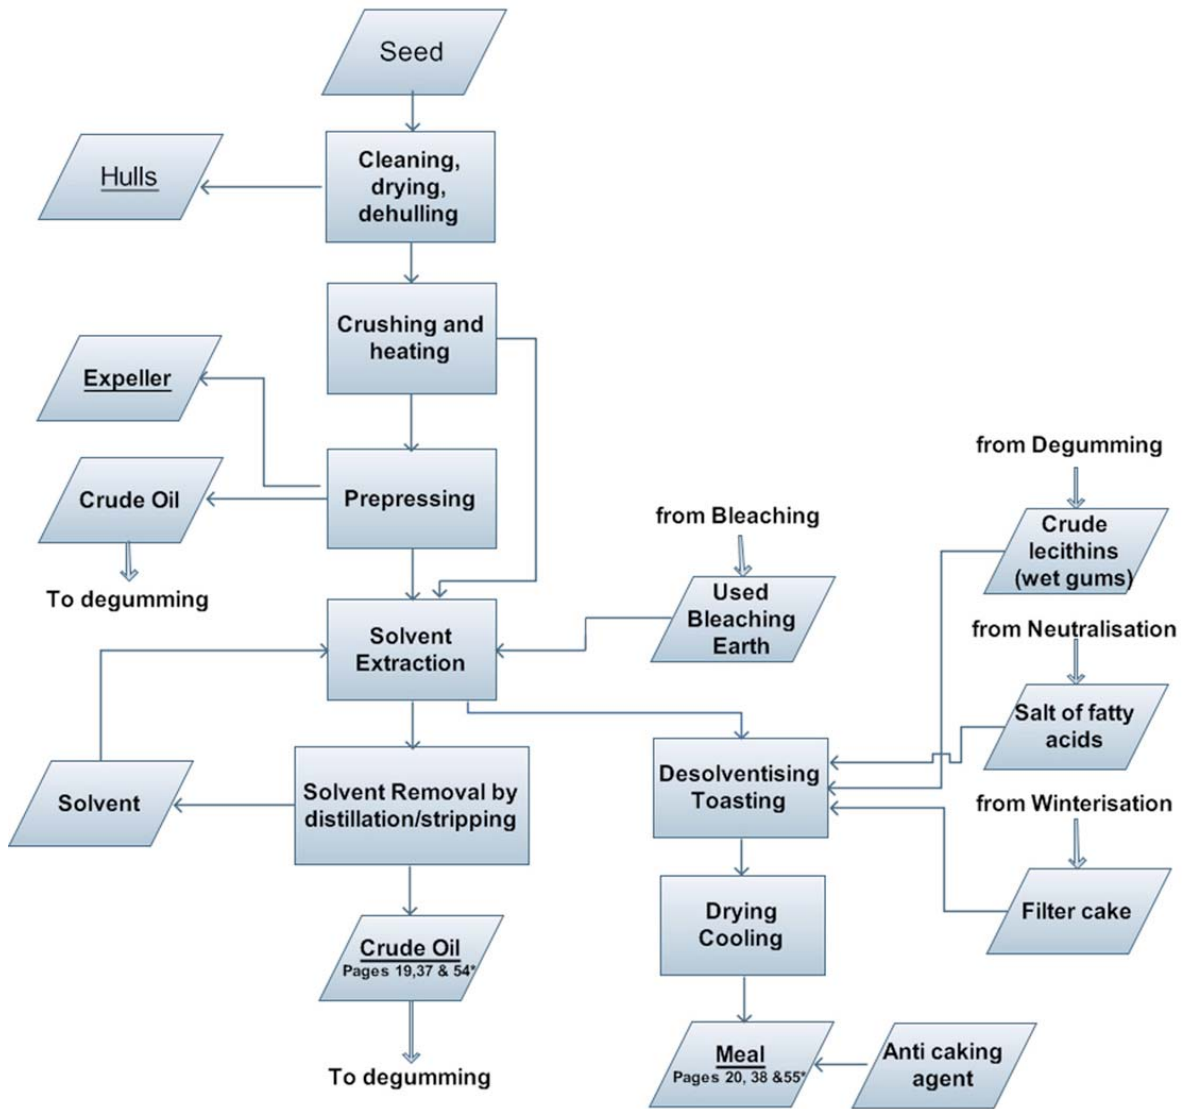 Seed
Cleaning,
drying,
dehulling
Hulls
Crushing and
heating
Expeller
Prepressing
Crude Oil
To degumming
from Bleaching
Used
Bleaching
Earth
from Degumming
Crude
lecithins
(wet gums)
Solvent
Extraction
from Neutralisation
Salt of fatty
acids
Solvent
Solvent Removal by
distillation/stripping
Desolventising
Toasting
from Winterisation
Filter cake
Drying
Cooling
Crude Oil
Pages 19,37 & 54*
To degumming
Meal
Pages 20, 38 &55*
Anti caking
agent